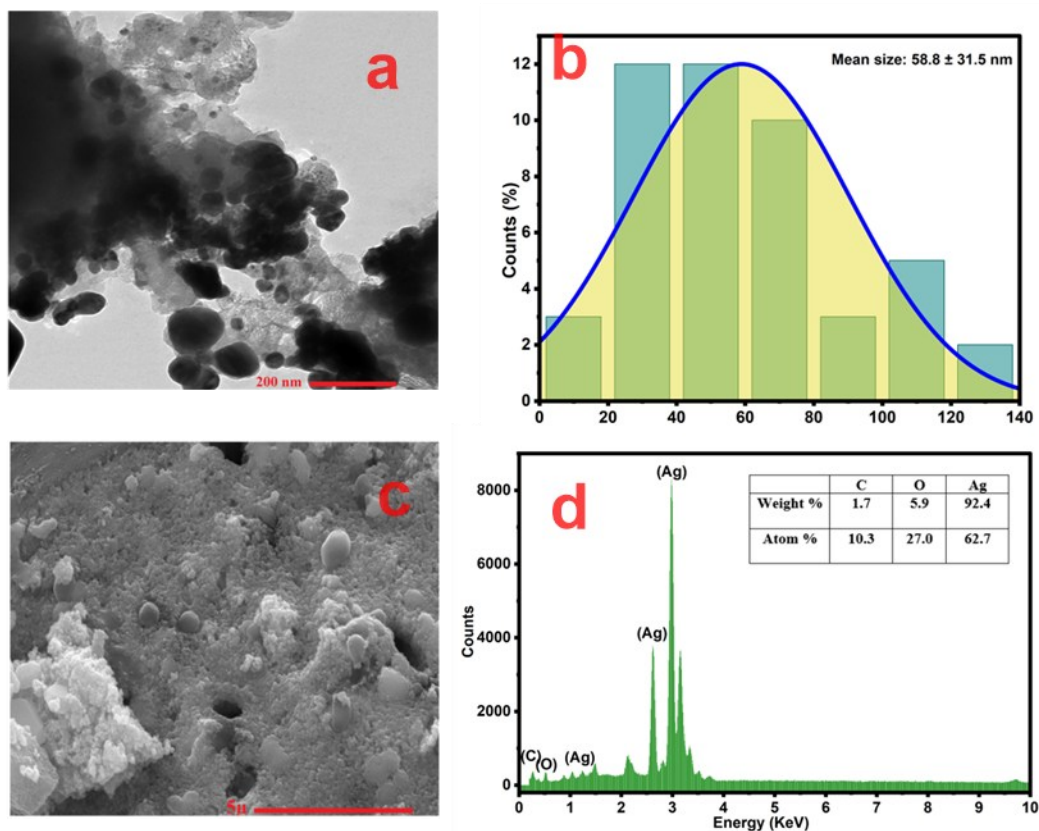 a
200 nm
b
Mean size: 58.8 ± 31.5 nm
Counts (%)
12
10
8
6
4
2
0
0 20 40 60 80 100 120 140
c
5µ
d
(Ag)
(Ag)
(C)
(O)
(Ag)
C O Ag
Weight % 1.7 5.9 92.4
Atom % 10.3 27.0 62.7
Counts
8000
6000
4000
2000
0
0 1 2 3 4 5 6 7 8 9 10
Energy (KeV)